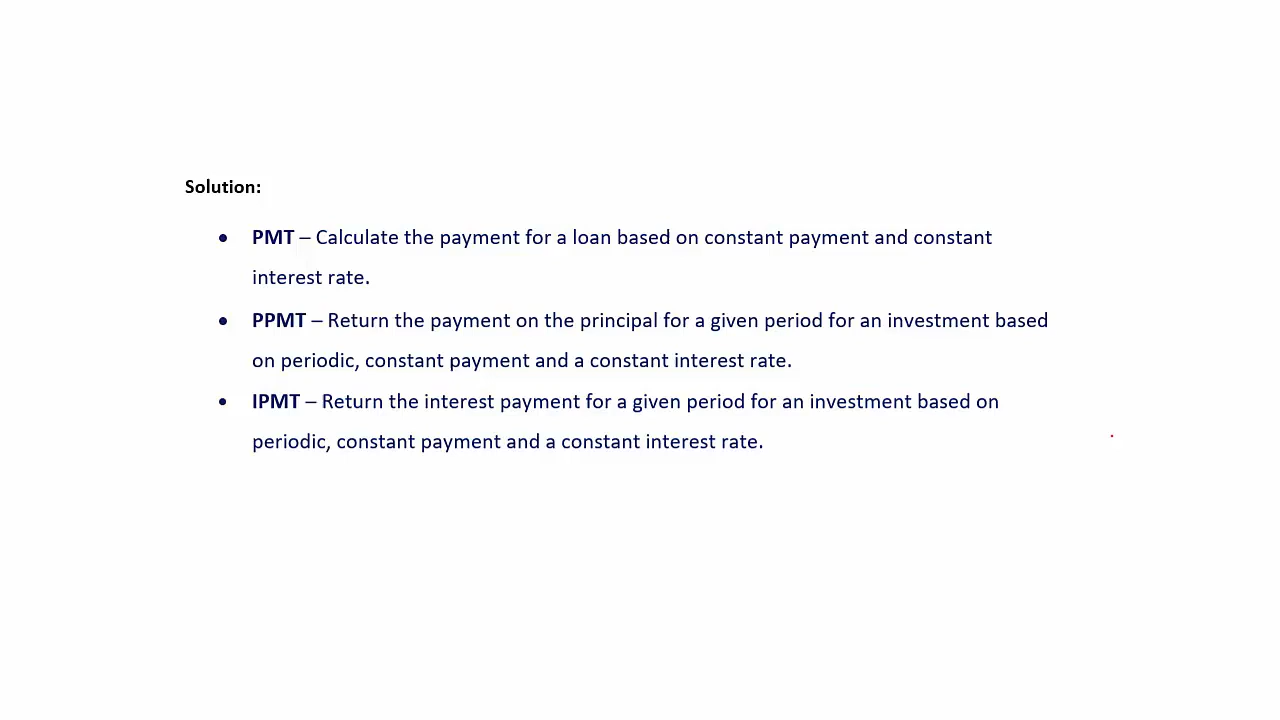 Solution:
• PMT – Calculate the payment for a loan based on constant payment and constant
interest rate.
• PPMT – Return the payment on the principal for a given period for an investment based
on periodic, constant payment and a constant interest rate.
• IPMT – Return the interest payment for a given period for an investment based on
periodic, constant payment and a constant interest rate.